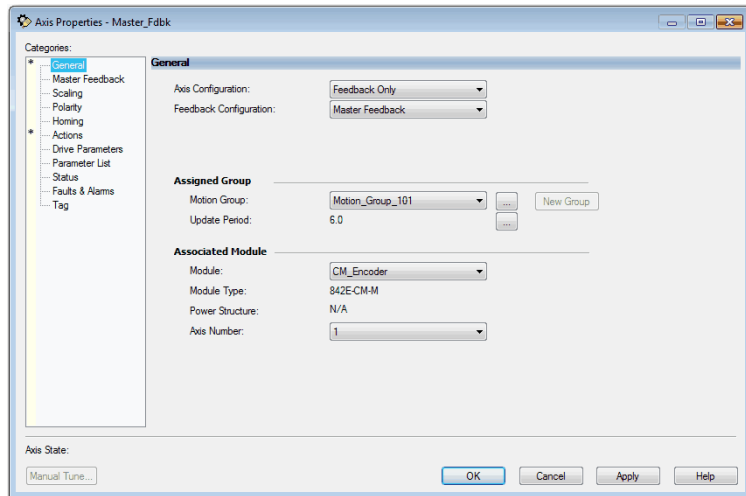 Axis Properties - Master_Fdbk
Categories:
* General
Master Feedback
Scaling
Polarity
Homing
* Actions
Drive Parameters
Parameter List
Status
Faults & Alarms
Tag
General
Axis Configuration: Feedback Only
Feedback Configuration: Master Feedback
Assigned Group
Motion Group: Motion_Group_101 ... New Group
Update Period: 6.0 ...
Associated Module
Module: CM_Encoder
Module Type: 842E-CM-M
Power Structure: N/A
Axis Number: 1
Axis State:
Manual Tune... OK Cancel Apply Help